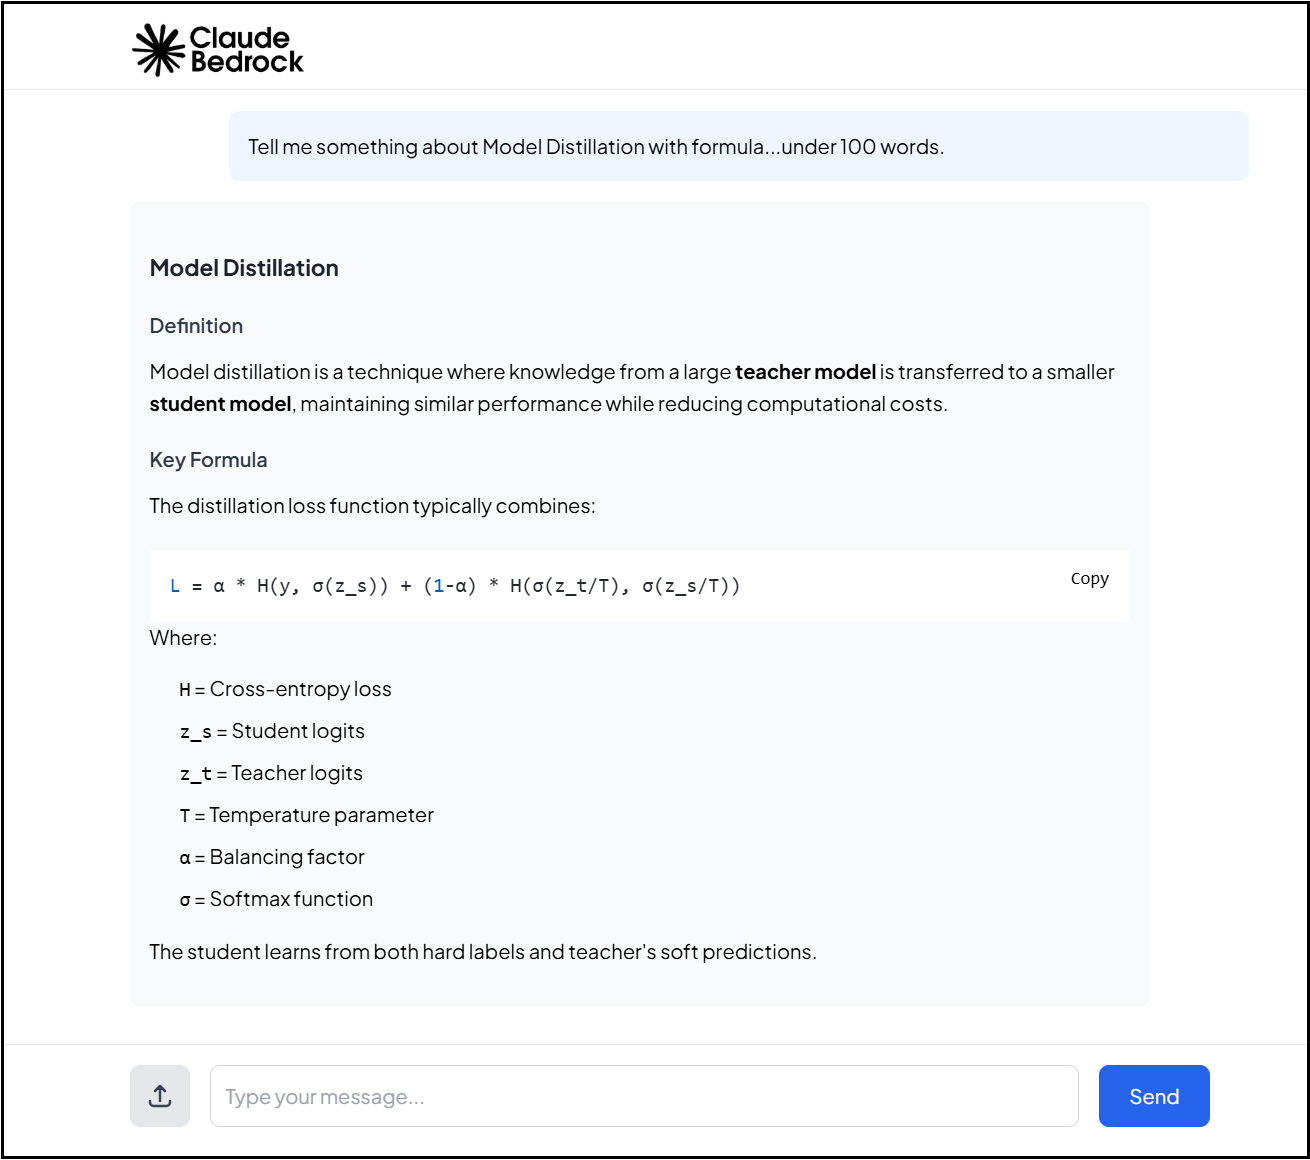 Claude
Bedrock
Tell me something about Model Distillation with formula...under 100 words.
Model Distillation
Definition
Model distillation is a technique where knowledge from a large teacher model is transferred to a smaller
student model, maintaining similar performance while reducing computational costs.
Key Formula
The distillation loss function typically combines:
L = α * H(y, σ(z_s)) + (1-α) * H(σ(z_t/T), σ(z_s/T))
Copy
Where:
H = Cross-entropy loss
z_s = Student logits
z_t = Teacher logits
T = Temperature parameter
α = Balancing factor
σ = Softmax function
The student learns from both hard labels and teacher's soft predictions.
Type your message...
Send